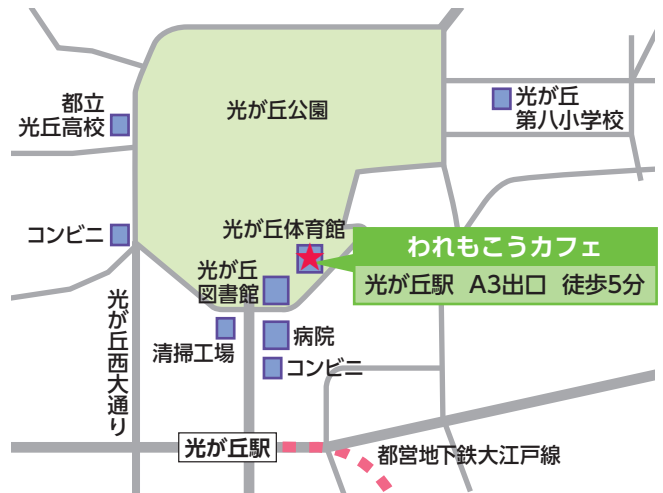 都立
光丘高校
光が丘公園
光が丘
第八小学校
コンビニ
光が丘体育館
われもこうカフェ
光が丘駅 A3出口 徒歩5分
光が丘
図書館
光が丘西大通り
清掃工場
病院
コンビニ
光が丘駅
都営地下鉄大江戸線